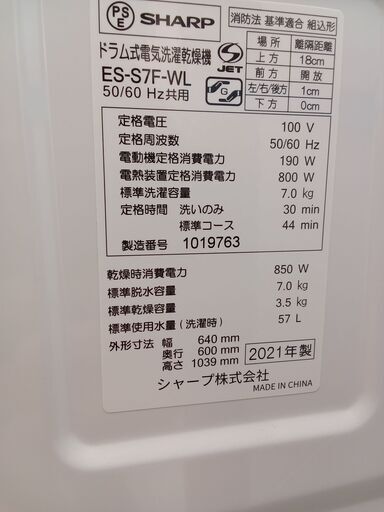 PS
E
SHARP
ドラム式電気洗濯乾燥機
ES-S7F-WL
50/60 Hz共用
S
JET
G
消防法 基準適合 組込形
場所 離隔距離
上方 18cm
前方 開放
左/右/後方 1cm
下方 0cm
定格電圧 100 V
定格周波数 50/60 Hz
電動機定格消費電力 190 W
電熱装置定格消費電力 800 W
標準洗濯容量 7.0 kg
定格時間 洗いのみ 30 min
標準コース 44 min
製造番号 1019763
乾燥時消費電力 850 W
標準脱水容量 7.0 kg
標準乾燥容量 3.5 kg
標準使用水量(洗濯時) 57 L
外形寸法 幅 640 mm
奥行 600 mm
高さ 1039 mm
2021年製
シャープ株式会社
MADE IN CHINA